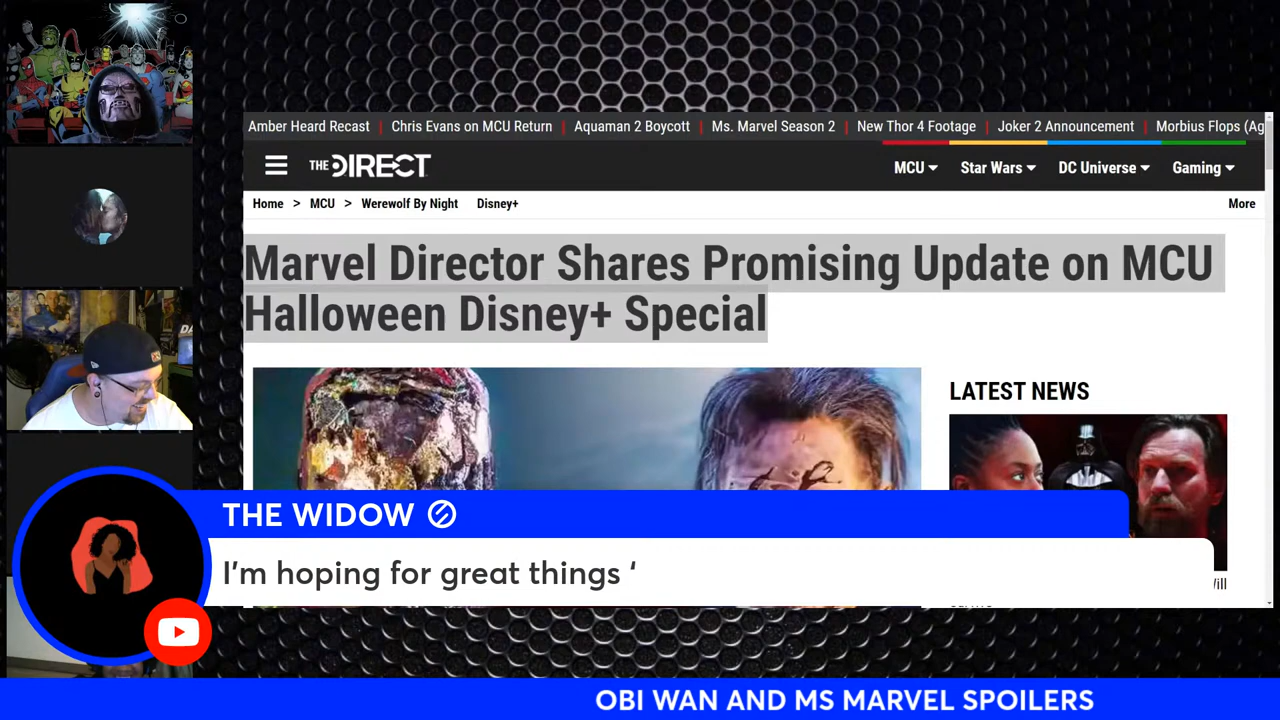 Amber Heard Recast | Chris Evans on MCU Return | Aquaman 2 Boycott | Ms. Marvel Season 2 | New Thor 4 Footage | Joker 2 Announcement | Morbius Flops (Ag
THE DIRECT MCU Star Wars DC Universe Gaming
Home > MCU > Werewolf By Night Disney+ More
Marvel Director Shares Promising Update on MCU
Halloween Disney+ Special
LATEST NEWS
THE WIDOW
I'm hoping for great things ‘
OBI WAN AND MS MARVEL SPOILERS